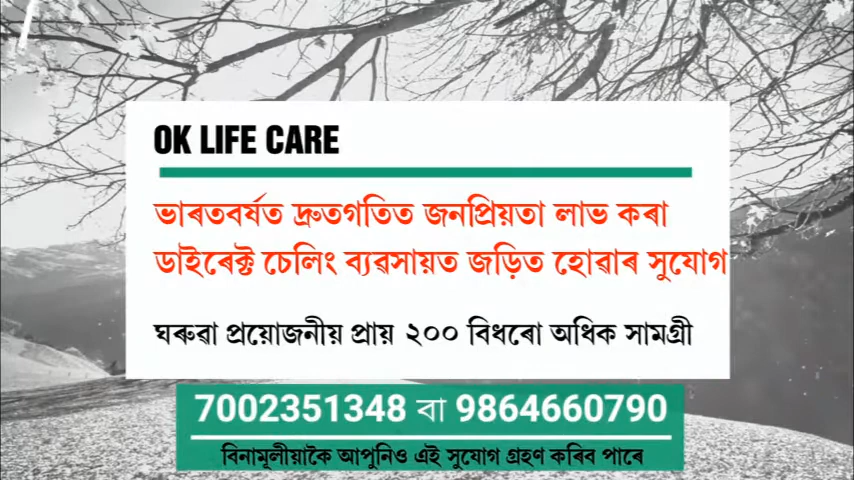 OK LIFE CARE
ভাৰতবৰ্ষত দ্ৰুতগতিত জনপ্ৰিয়তা লাভ কৰা
ডাইৰেক্ট চেলিং ব্যৱসায়ত জড়িত হোৱাৰ সুযোগ
ঘৰুৱা প্ৰয়োজনীয় প্ৰায় ২০০ বিধৰো অধিক সামগ্ৰী
7002351348 বা 9864660790
বিনামূলীয়াকৈ আপুনিও এই সুযোগ গ্ৰহণ কৰিব পাৰে